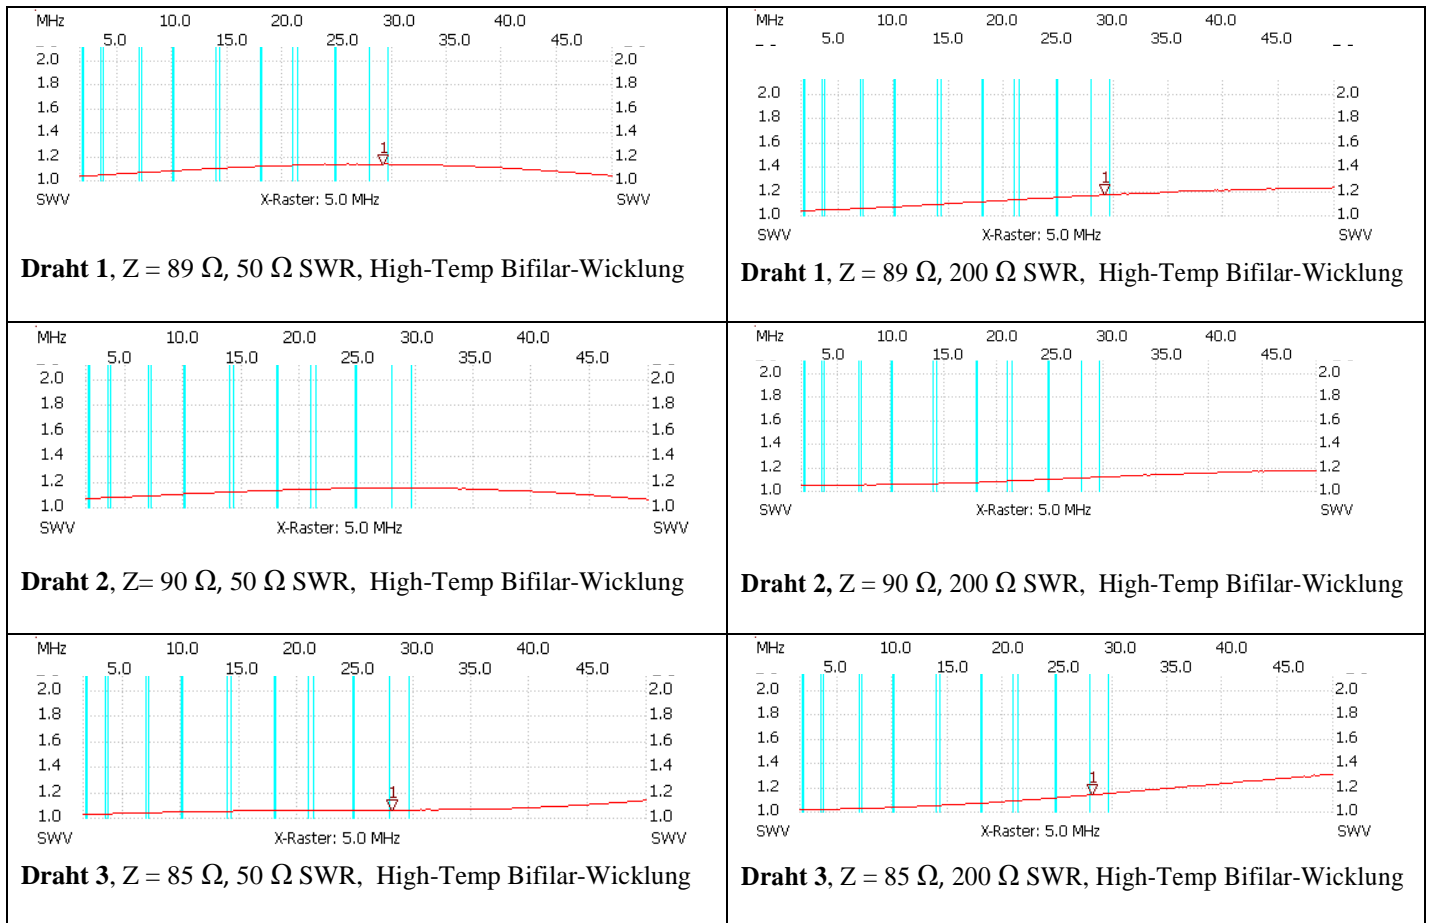 MHz 10.0 20.0 30.0 40.0
5.0 15.0 25.0 35.0 45.0
2.0 2.0
1.8 1.8
1.6 1.6
1.4 1.4
1.2 1 1.2
1.0 1.0
SWV X-Raster: 5.0 MHz SWV
Draht 1, Z = 89 Ω, 50 Ω SWR, High-Temp Bifilar-Wicklung
MHz 10.0 20.0 30.0 40.0
5.0 15.0 25.0 35.0 45.0
2.0 2.0
1.8 1.8
1.6 1.6
1.4 1.4
1
1.2 1.2
1.0 1.0
SWV X-Raster: 5.0 MHz SWV
Draht 1, Z = 89 Ω, 200 Ω SWR, High-Temp Bifilar-Wicklung
MHz 10.0 20.0 30.0 40.0
5.0 15.0 25.0 35.0 45.0
2.0 2.0
1.8 1.8
1.6 1.6
1.4 1.4
1.2 1.2
1.0 1.0
SWV X-Raster: 5.0 MHz SWV
Draht 2, Z= 90 Ω, 50 Ω SWR, High-Temp Bifilar-Wicklung
MHz 10.0 20.0 30.0 40.0
5.0 15.0 25.0 35.0 45.0
2.0 2.0
1.8 1.8
1.6 1.6
1.4 1.4
1.2 1.2
1.0 1.0
SWV X-Raster: 5.0 MHz SWV
Draht 2, Z = 90 Ω, 200 Ω SWR, High-Temp Bifilar-Wicklung
MHz 10.0 20.0 30.0 40.0
5.0 15.0 25.0 35.0 45.0
2.0 2.0
1.8 1.8
1.6 1.6
1.4 1.4
1.2 1 1.2
1.0 1.0
SWV X-Raster: 5.0 MHz SWV
Draht 3, Z = 85 Ω, 50 Ω SWR, High-Temp Bifilar-Wicklung
MHz 10.0 20.0 30.0 40.0
5.0 15.0 25.0 35.0 45.0
2.0 2.0
1.8 1.8
1.6 1.6
1.4 1.4
1
1.2 1.2
1.0 1.0
SWV X-Raster: 5.0 MHz SWV
Draht 3, Z = 85 Ω, 200 Ω SWR, High-Temp Bifilar-Wicklung